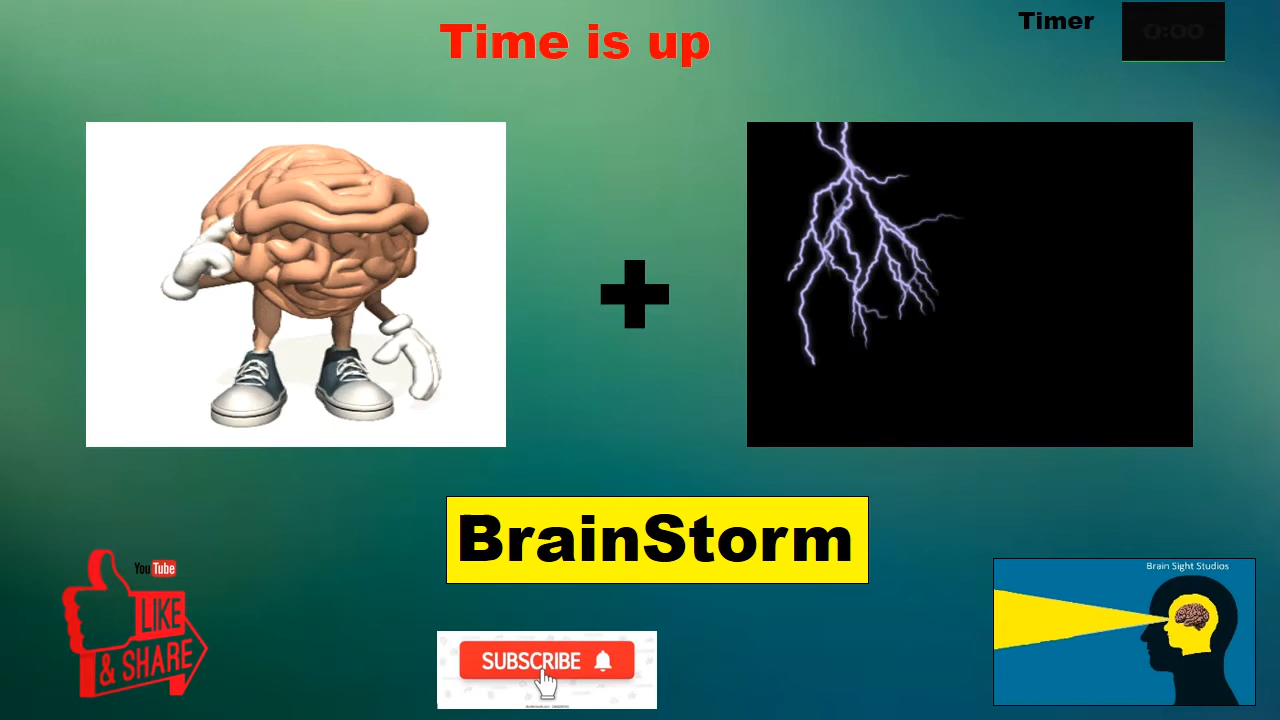 Time is up
Timer
0:00
BrainStorm
YouTube
LIKE
& SHARE
SUBSCRIBE
Brain Sight Studios